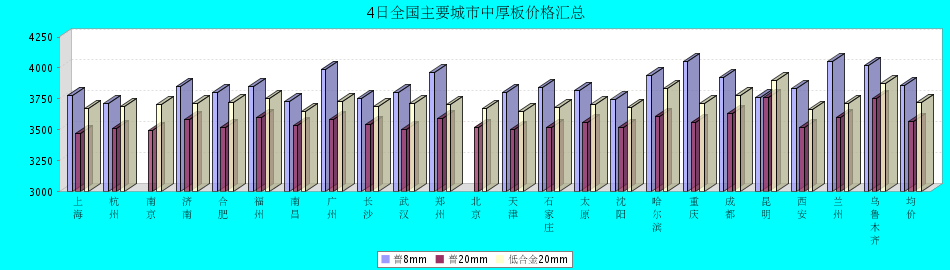 4日全国主要城市中厚板价格汇总
4250
4000
3750
3500
3250
3000
上海
杭州
南京
济南
合肥
福州
南昌
广州
长沙
武汉
郑州
北京
天津
石家庄
太原
沈阳
哈尔滨
重庆
成都
昆明
西安
兰州
乌鲁木齐
均价
普8mm 普20mm 低合金20mm